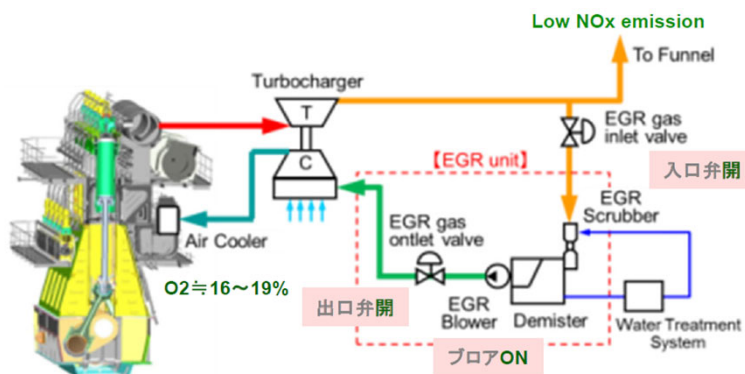 Low NOx emission
To Funnel
Turbocharger
T
C
EGR gas
inlet valve
入口弁開
【EGR unit】
EGR
Scrubber
EGR gas
ontlet valve
Air Cooler
O2≒16～19%
出口弁開
EGR
Blower
Demister
Water Treatment
System
ブロアON